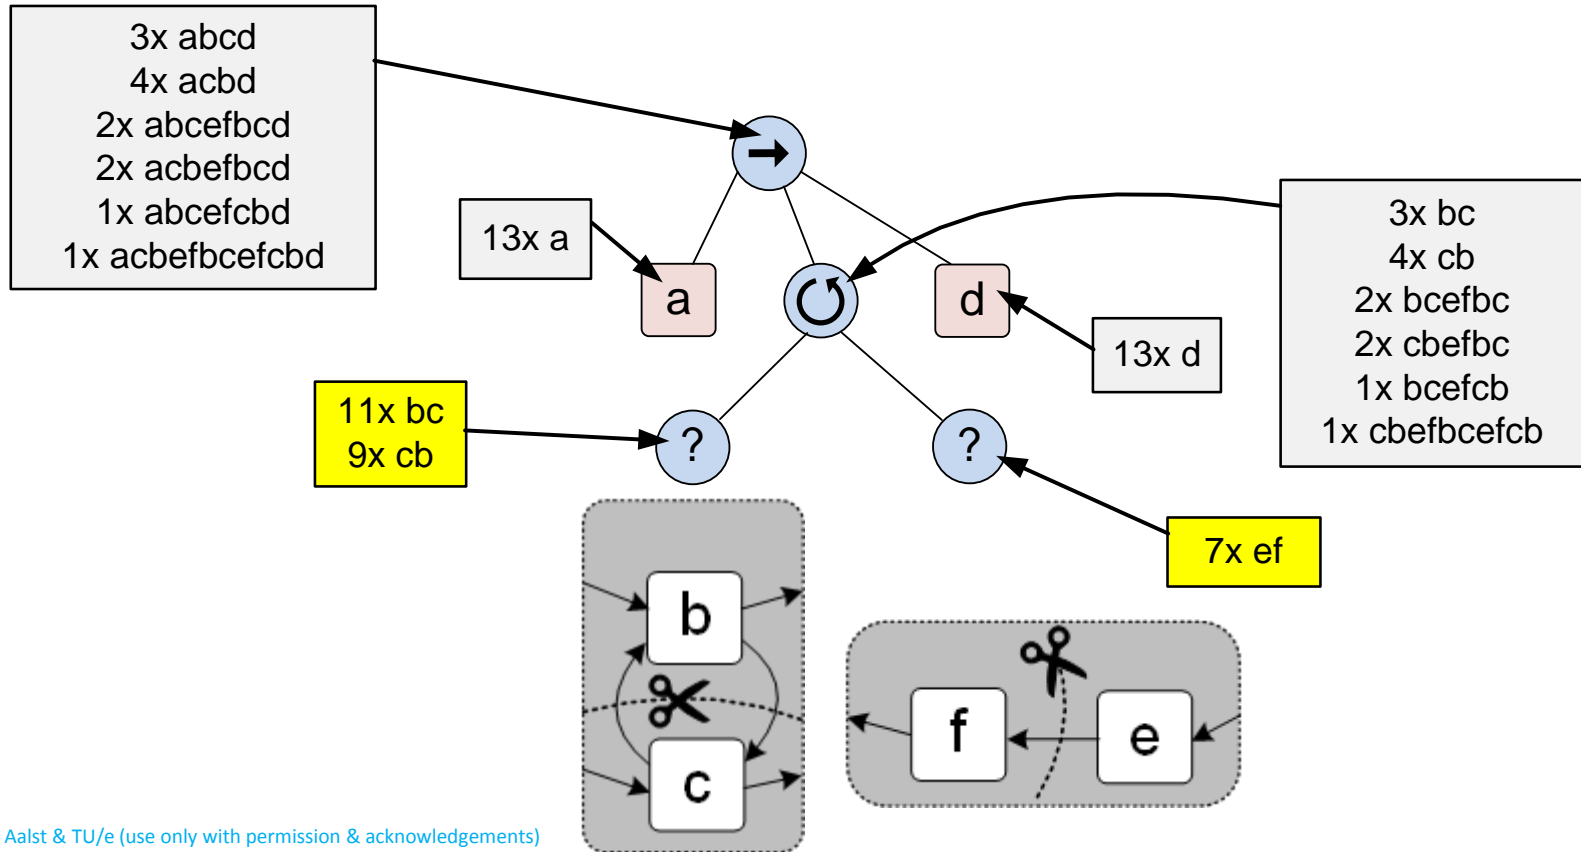 3x abcd
4x acbd
2x abcefbcd
2x acbefbcd
1x abcefcbd
1x acbefbcefcbd
13x a
a
d
13x d
3x bc
4x cb
2x bcefbc
2x cbefbc
1x bcefcb
1x cbefbcefcb
11x bc
9x cb
?
?
7x ef
b
c
f
e
Aalst & TU/e (use only with permission & acknowledgements)